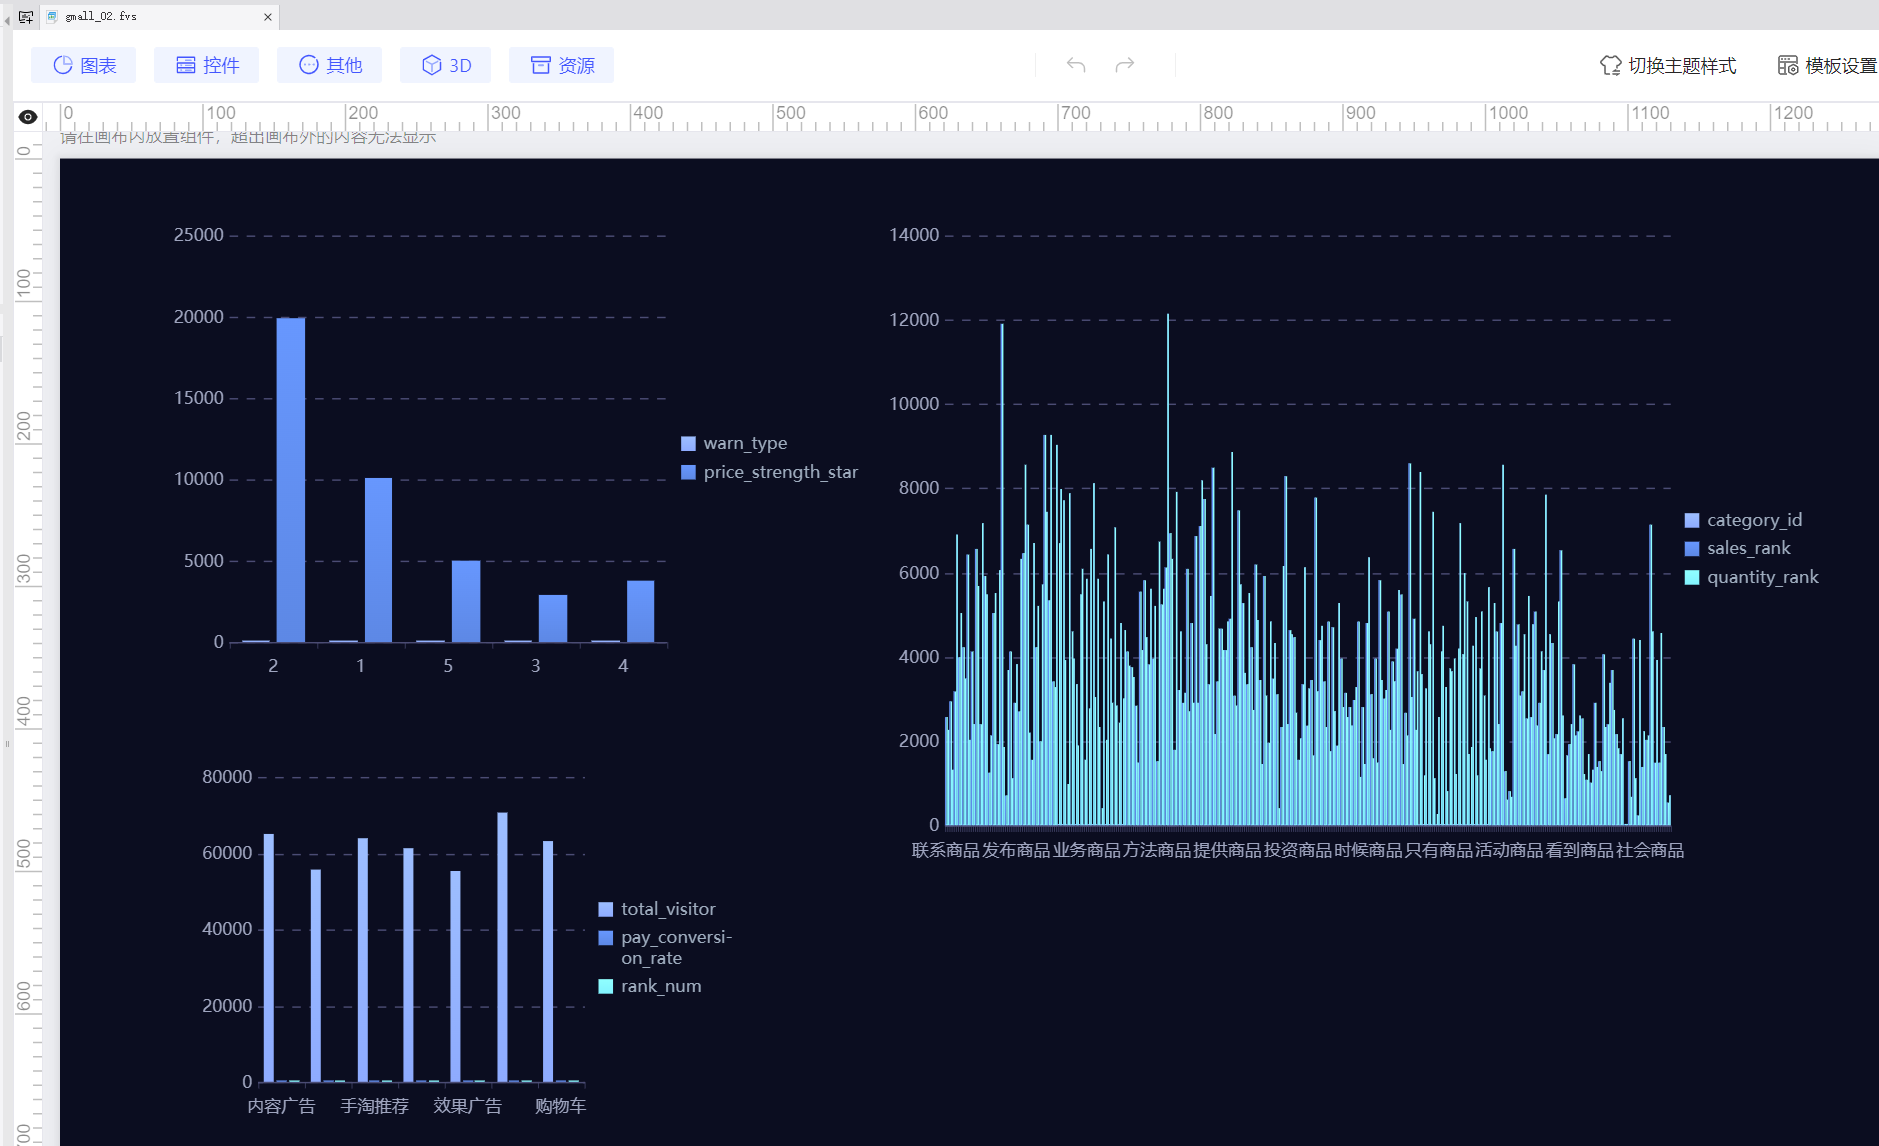 gmall_02.fvs
图表 控件 其他 3D 资源 切换主题样式 模板设置
0 100 200 300 400 500 600 700 800 900 1000 1100 1200
请在画布内放置组件，超出画布外的内容无法显示
0
100
200
300
400
500
600
25000
20000
15000
10000
5000
0
2 1 5 3 4
warn_type
price_strength_star
14000
12000
10000
8000
6000
4000
2000
0
联系商品 发布商品 业务商品 方法商品 提供商品 投资商品 时候商品 只有商品 活动商品 看到商品 社会商品
category_id
sales_rank
quantity_rank
80000
60000
40000
20000
0
内容广告 手淘推荐 效果广告 购物车
total_visitor
pay_conversi-
on_rate
rank_num